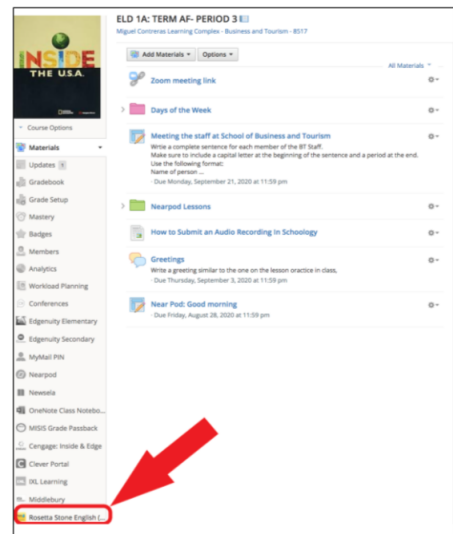 ELD 1A: TERM AF- PERIOD 3
Miguel Contreras Learning Complex - Business and Tourism - 8517
INSIDE
THE U.S.A.
Add Materials
Options
All Materials
Zoom meeting link
Days of the Week
Meeting the staff at School of Business and Tourism
Write a complete sentence for each member of the BT Staff.
Make sure to include a capital letter at the beginning of the sentence and a period at the end.
Use the following format:
Name of person ...
· Due Monday, September 21, 2020 at 11:59 pm
Nearpod Lessons
How to Submit an Audio Recording in Schoology
Greetings
Write a greeting similar to the one on the lesson oractice in class,
· Due Thursday, September 3, 2020 at 11:59 pm
Near Pod: Good morning
· Due Friday, August 28, 2020 at 11:59 pm
Course Options
Materials
Updates
Gradebook
Grade Setup
Mastery
Badges
Members
Analytics
Workload Planning
Conferences
Edgenuity Elementary
Edgenuity Secondary
MyMail PIN
Nearpod
Newsela
OneNote Class Notebo...
MISIS Grade Passback
Cengage: Inside & Edge
Clever Portal
IXL Learning
Middlebury
Rosetta Stone English (...